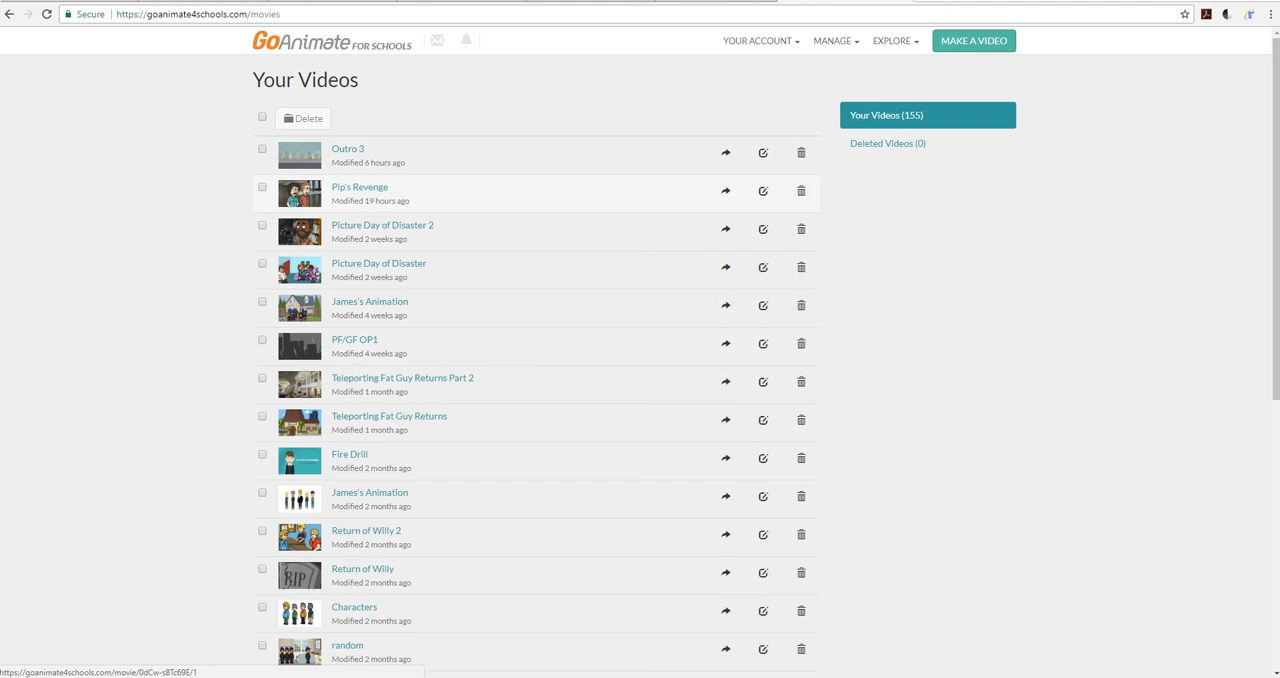 Secure
https://goanimate4schools.com/movies
GoAnimate FOR SCHOOLS
YOUR ACCOUNT
MANAGE
EXPLORE
MAKE A VIDEO
Your Videos
Delete
Your Videos (155)
Deleted Videos (0)
Outro 3
Modified 6 hours ago
Pip's Revenge
Modified 19 hours ago
Picture Day of Disaster 2
Modified 2 weeks ago
Picture Day of Disaster
Modified 2 weeks ago
James's Animation
Modified 4 weeks ago
PF/GF OP1
Modified 4 weeks ago
Teleporting Fat Guy Returns Part 2
Modified 1 month ago
Teleporting Fat Guy Returns
Modified 1 month ago
Fire Drill
Modified 2 months ago
James's Animation
Modified 2 months ago
Return of Willy 2
Modified 2 months ago
RIP
Return of Willy
Modified 2 months ago
Characters
Modified 2 months ago
random
Modified 2 months ago
https://goanimate4schools.com/movie/0dCw-sBTc69E/1